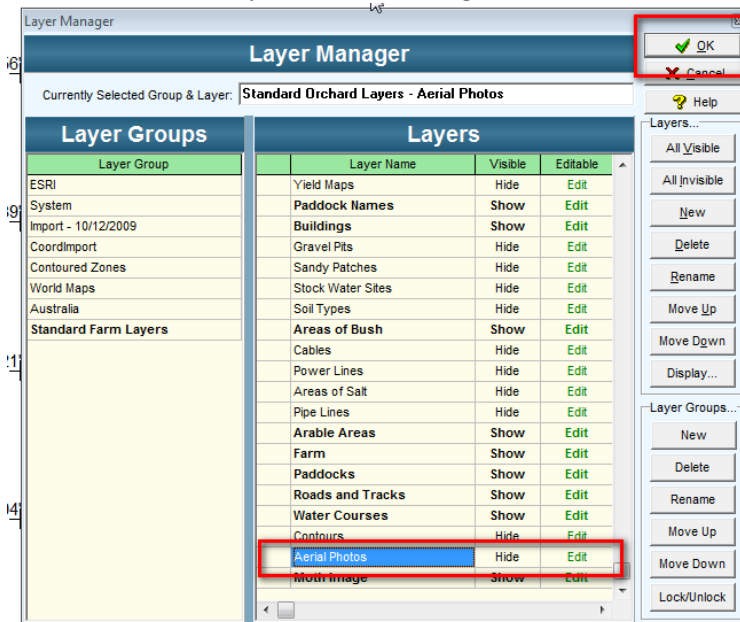 Layer Manager
Layer Manager
Currently Selected Group & Layer: Standard Orchard Layers - Aerial Photos
Layer Groups
Layer Group
ESRI
System
Import - 10/12/2009
CoordImport
Contoured Zones
World Maps
Australia
Standard Farm Layers
Layers
Layer Name Visible Editable
Yield Maps Hide Edit
Paddock Names Show Edit
Buildings Show Edit
Gravel Pits Hide Edit
Sandy Patches Hide Edit
Stock Water Sites Hide Edit
Soil Types Hide Edit
Areas of Bush Show Edit
Cables Hide Edit
Power Lines Hide Edit
Areas of Salt Hide Edit
Pipe Lines Hide Edit
Arable Areas Show Edit
Farm Show Edit
Paddocks Show Edit
Roads and Tracks Show Edit
Water Courses Show Edit
Contours Hide Edit
Aerial Photos Hide Edit
Moth Image Show Edit
OK
Cancel
Help
Layers...
All Visible
All Invisible
New
Delete
Rename
Move Up
Move Down
Display...
Layer Groups...
New
Delete
Rename
Move Up
Move Down
Lock/Unlock